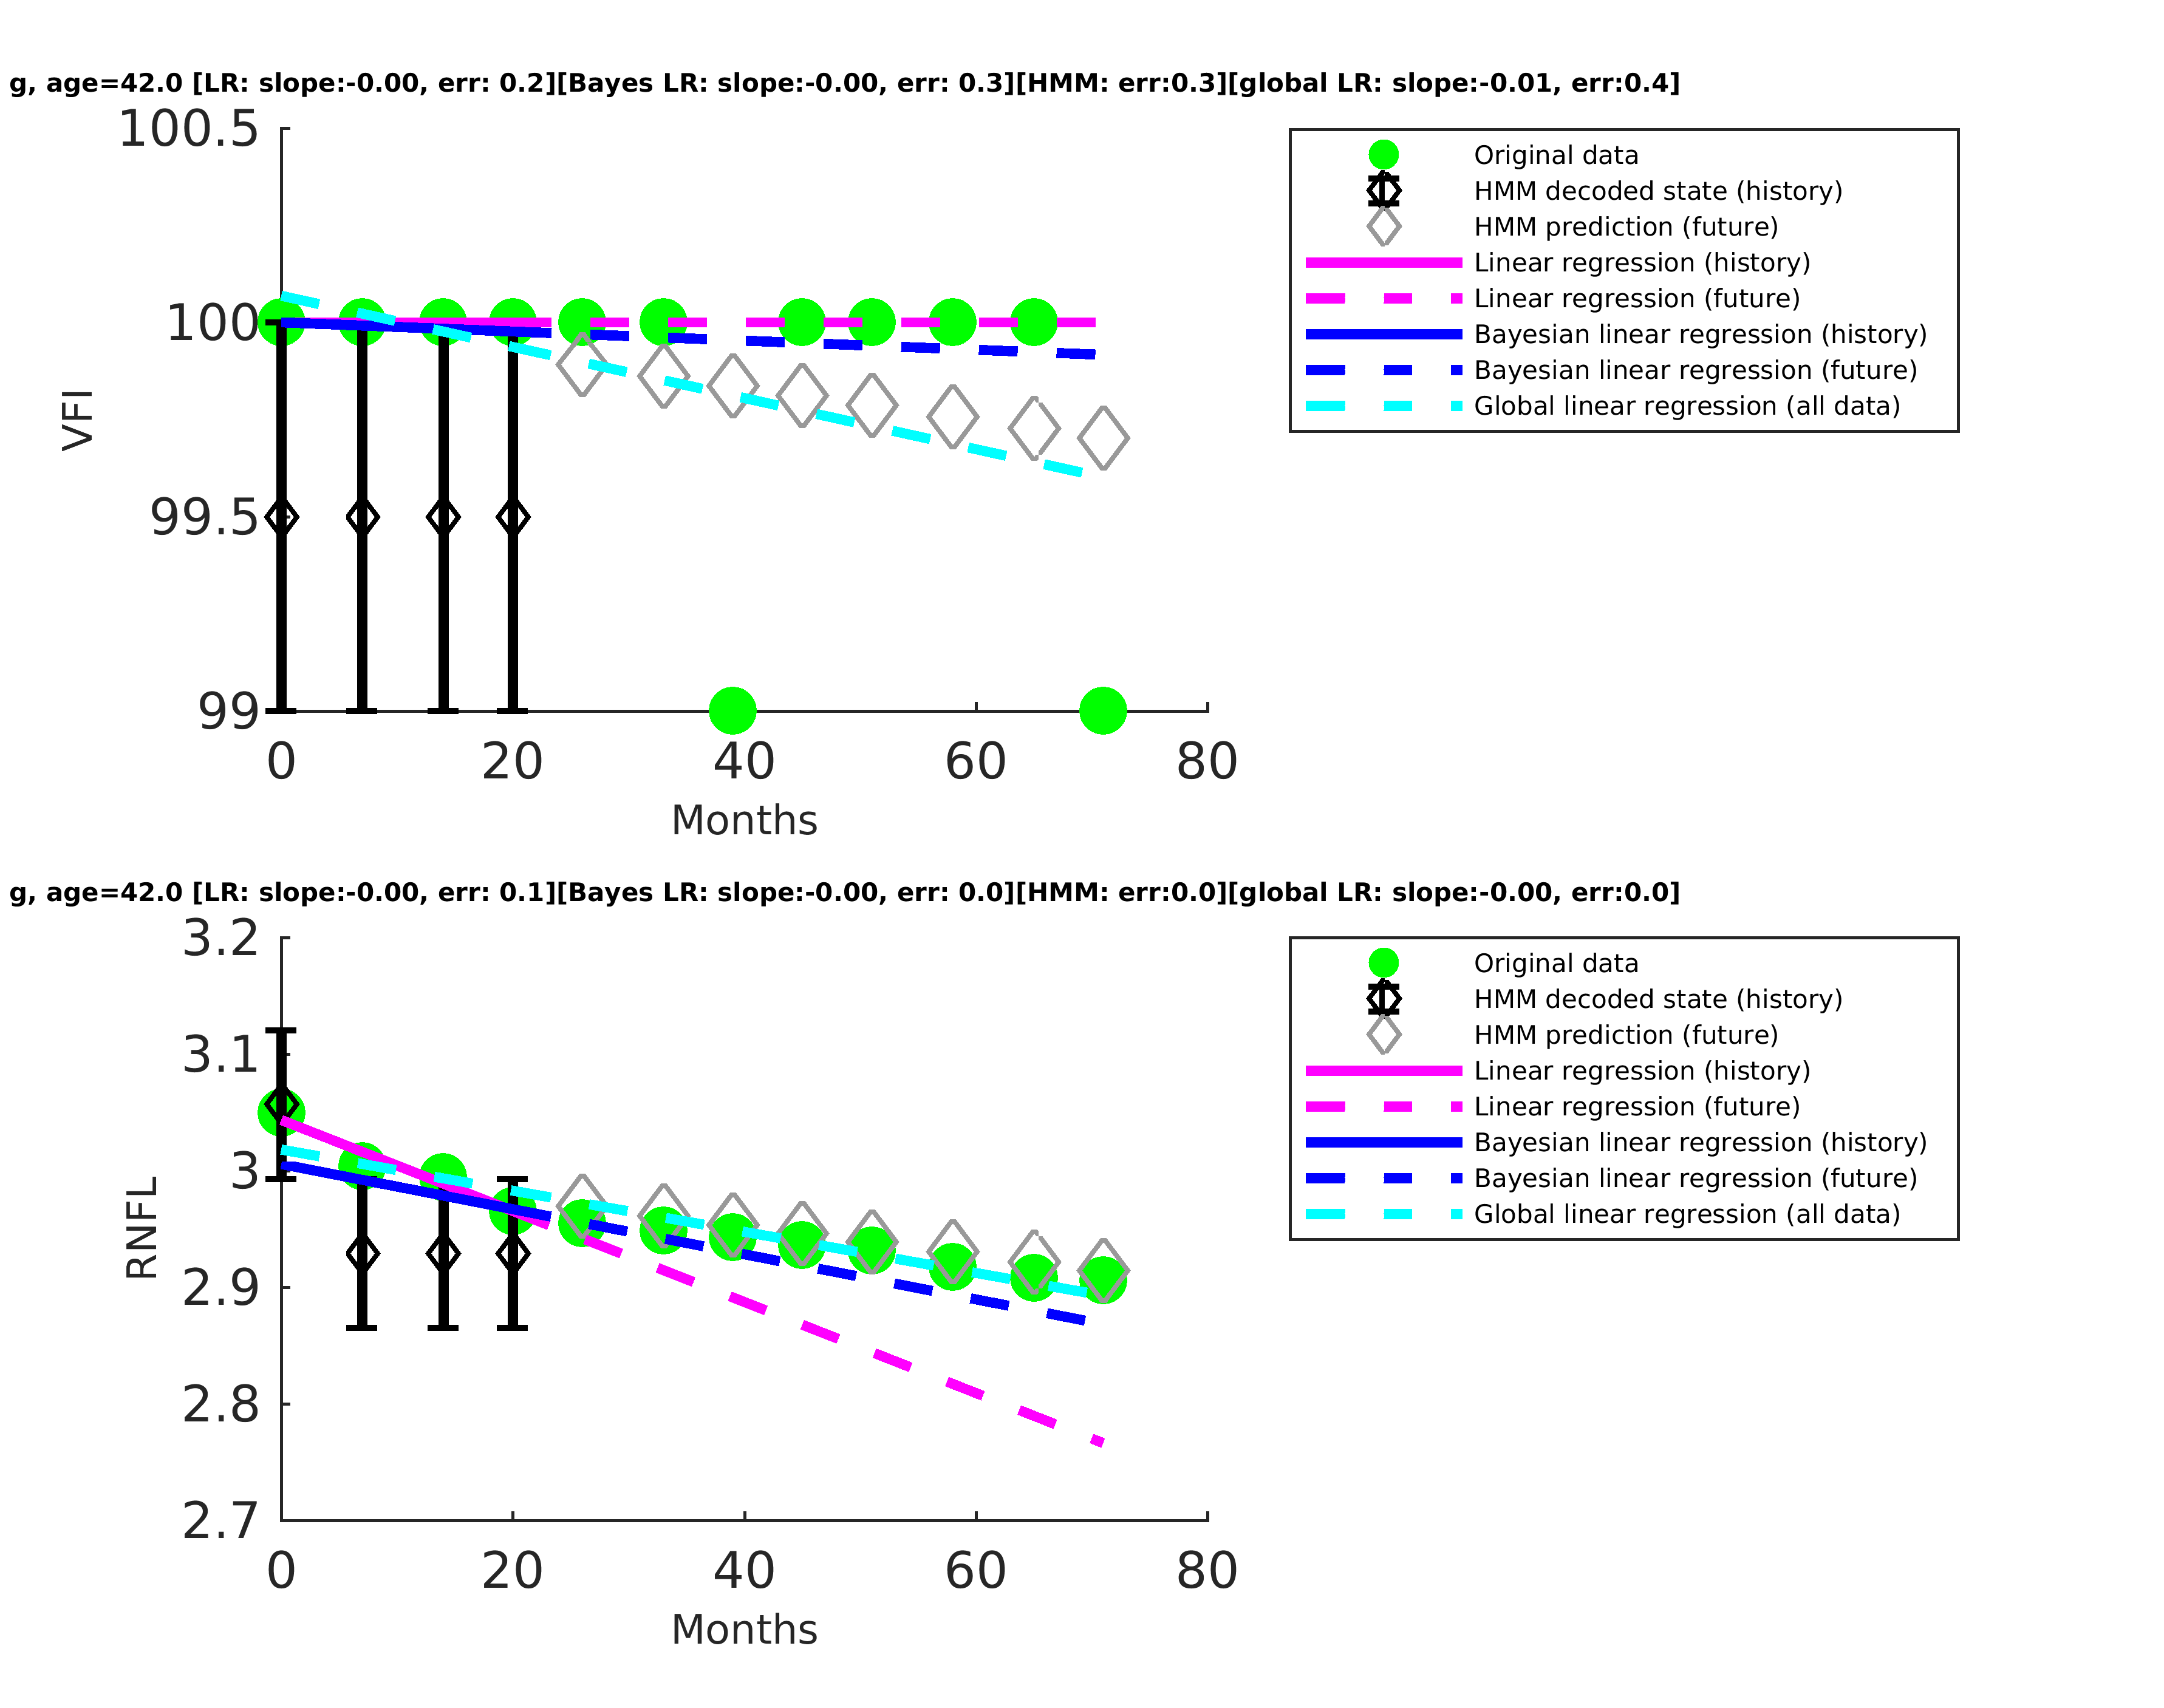 g, age=42.0 [LR: slope:-0.00, err: 0.2][Bayes LR: slope:-0.00, err: 0.3][HMM: err:0.3][global LR: slope:-0.01, err:0.4]
100.5
100
99.5
99
VFI
0 20 40 60 80
Months
Original data
HMM decoded state (history)
HMM prediction (future)
Linear regression (history)
Linear regression (future)
Bayesian linear regression (history)
Bayesian linear regression (future)
Global linear regression (all data)
g, age=42.0 [LR: slope:-0.00, err: 0.1][Bayes LR: slope:-0.00, err: 0.0][HMM: err:0.0][global LR: slope:-0.00, err:0.0]
3.2
3.1
3
2.9
2.8
2.7
RNFL
0 20 40 60 80
Months
Original data
HMM decoded state (history)
HMM prediction (future)
Linear regression (history)
Linear regression (future)
Bayesian linear regression (history)
Bayesian linear regression (future)
Global linear regression (all data)